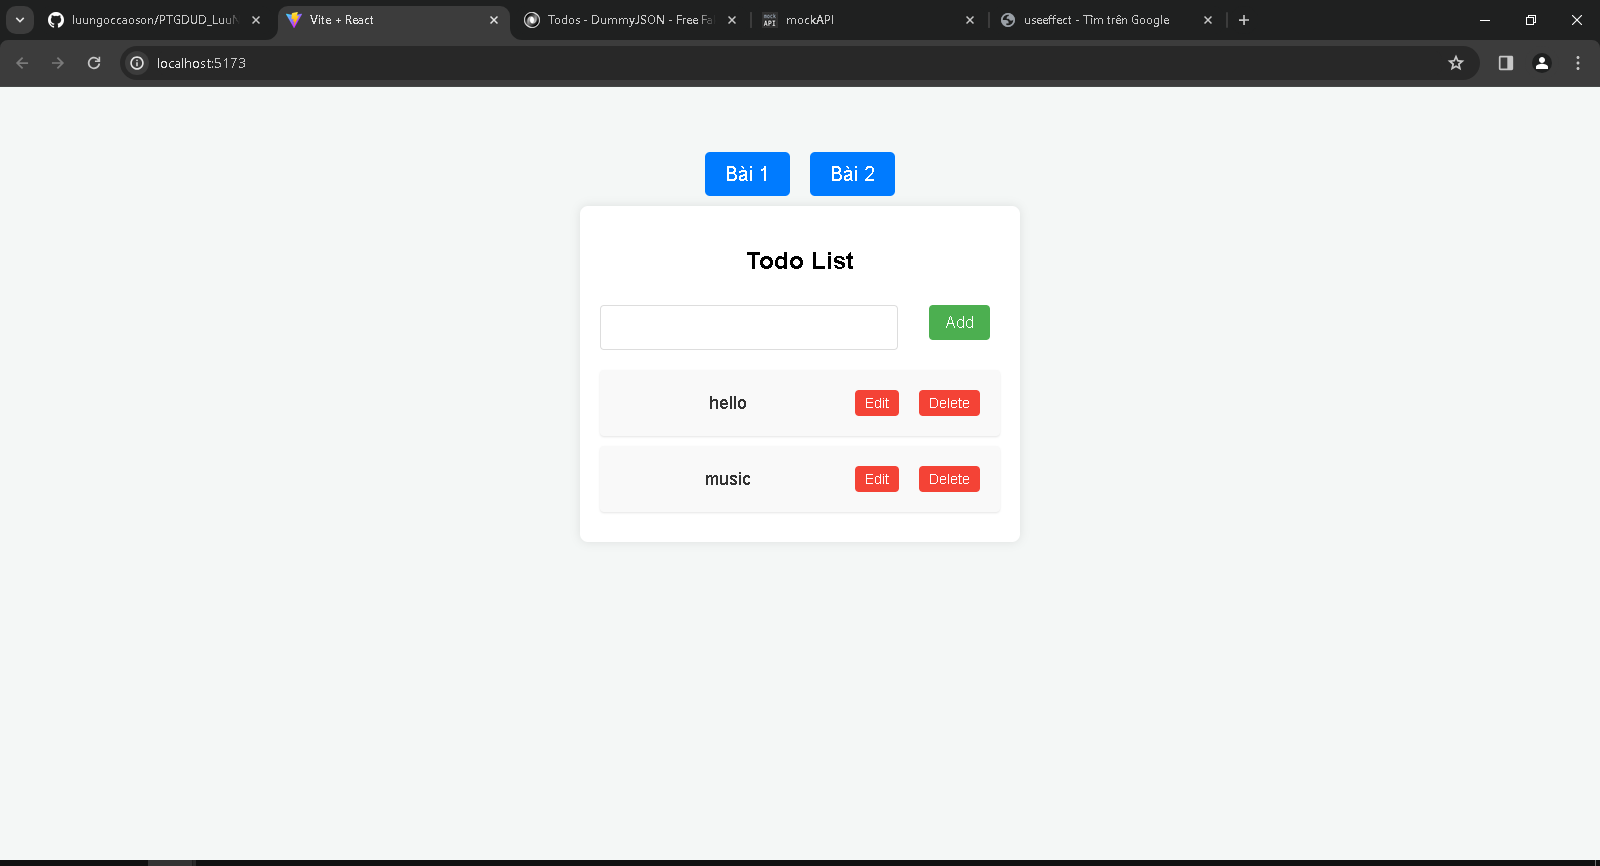 luungoccaoson/PTGDUD_LuuN
Vite + React
Todos - DummyJSON - Free Fa
mockAPI
useeffect - Tìm trên Google
localhost:5173
Bài 1 Bài 2
Todo List
Add
hello Edit Delete
music Edit Delete